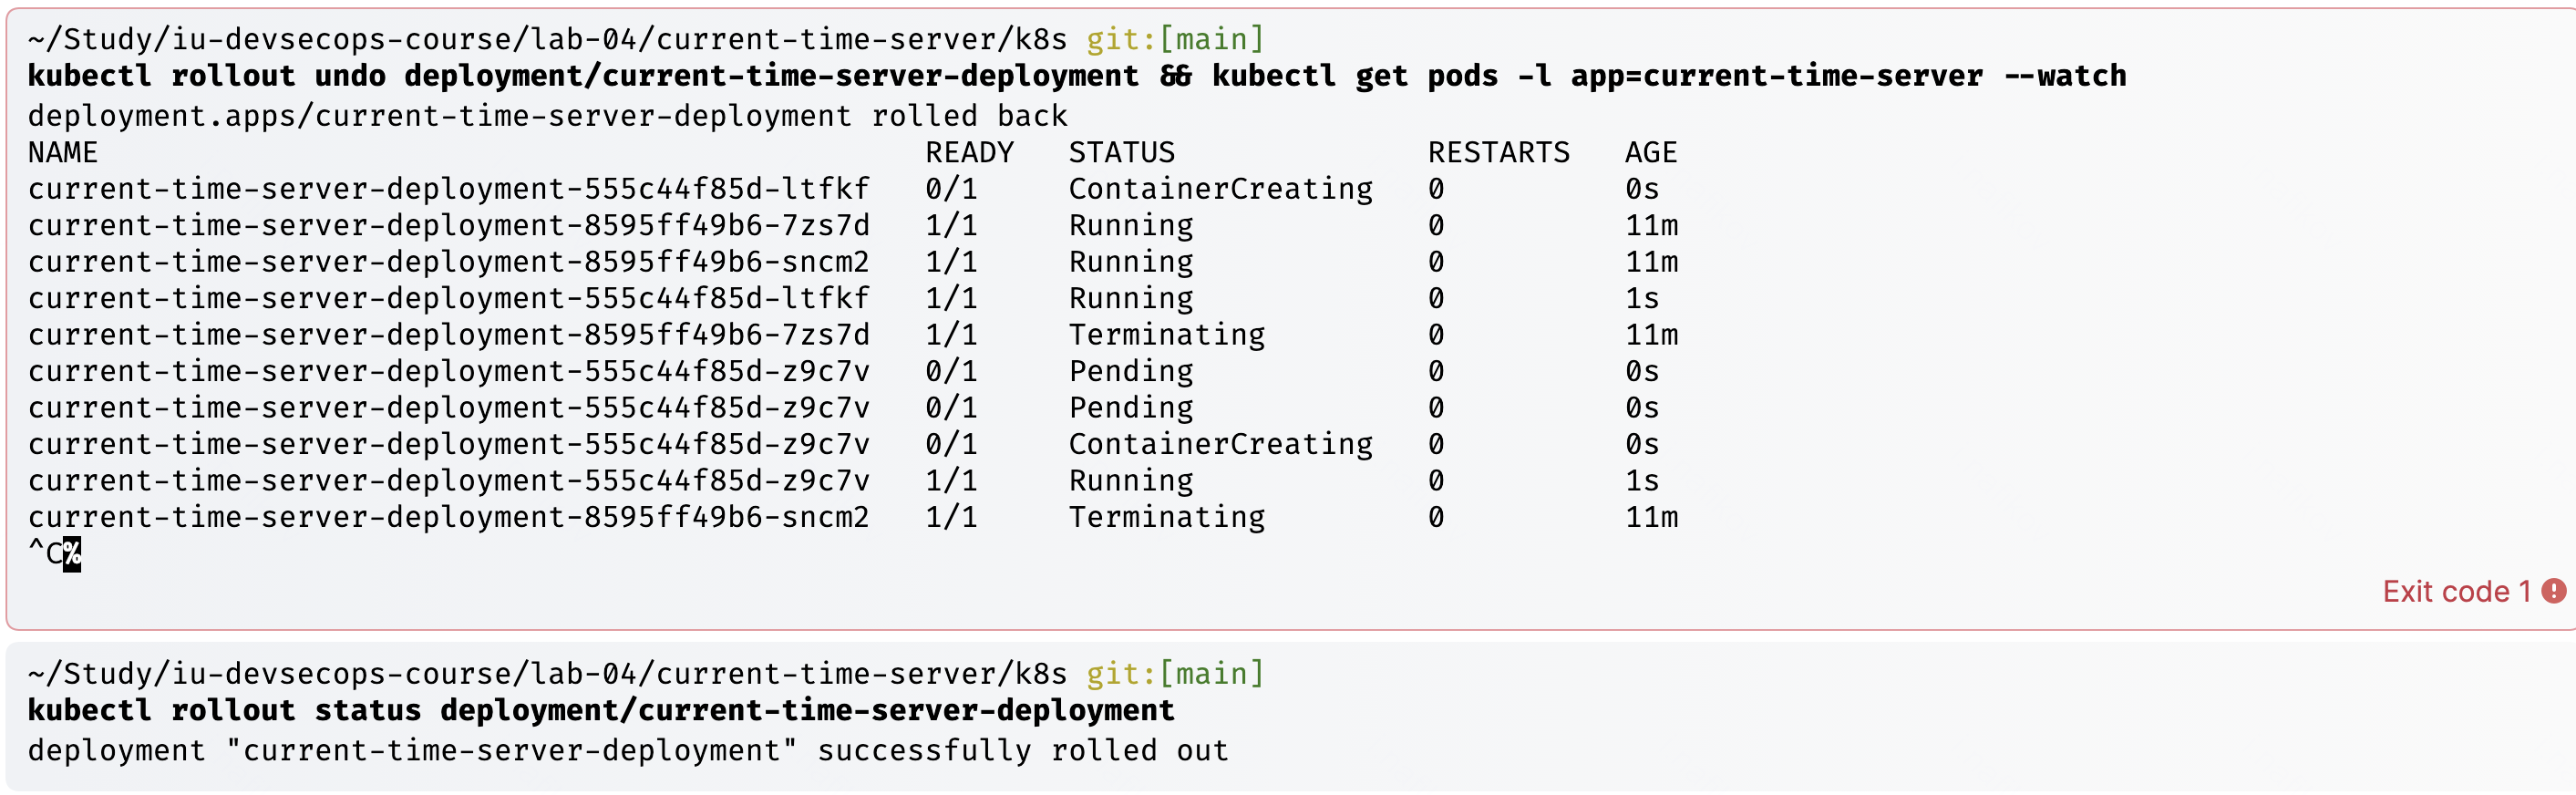 ~/Study/iu-devsecops-course/lab-04/current-time-server/k8s git:[main]
kubectl rollout undo deployment/current-time-server-deployment && kubectl get pods -l app=current-time-server --watch
deployment.apps/current-time-server-deployment rolled back
NAME READY STATUS RESTARTS AGE
current-time-server-deployment-555c44f85d-ltfkf 0/1 ContainerCreating 0 0s
current-time-server-deployment-8595ff49b6-7zs7d 1/1 Running 0 11m
current-time-server-deployment-8595ff49b6-sncm2 1/1 Running 0 11m
current-time-server-deployment-555c44f85d-ltfkf 1/1 Running 0 1s
current-time-server-deployment-8595ff49b6-7zs7d 1/1 Terminating 0 11m
current-time-server-deployment-555c44f85d-z9c7v 0/1 Pending 0 0s
current-time-server-deployment-555c44f85d-z9c7v 0/1 Pending 0 0s
current-time-server-deployment-555c44f85d-z9c7v 0/1 ContainerCreating 0 0s
current-time-server-deployment-555c44f85d-z9c7v 1/1 Running 0 1s
current-time-server-deployment-8595ff49b6-sncm2 1/1 Terminating 0 11m
^C%
Exit code 1
~/Study/iu-devsecops-course/lab-04/current-time-server/k8s git:[main]
kubectl rollout status deployment/current-time-server-deployment
deployment "current-time-server-deployment" successfully rolled out